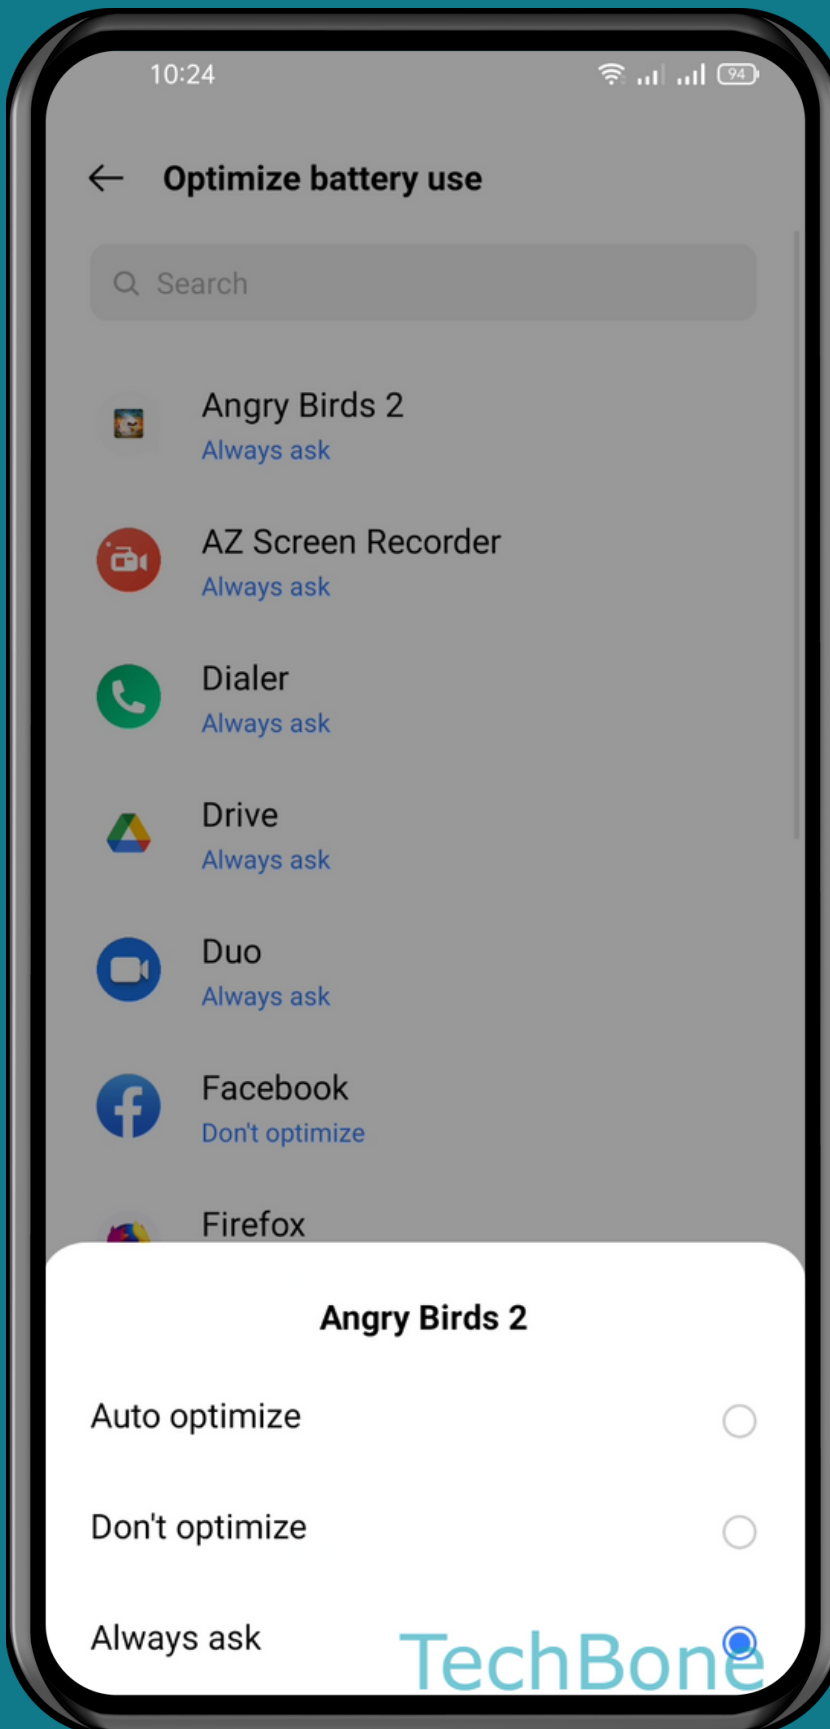 10:24
94
Optimize battery use
Search
Angry Birds 2
Always ask
AZ Screen Recorder
Always ask
Dialer
Always ask
Drive
Always ask
Duo
Always ask
Facebook
Don't optimize
Firefox
Angry Birds 2
Auto optimize
Don't optimize
Always ask
TechBone